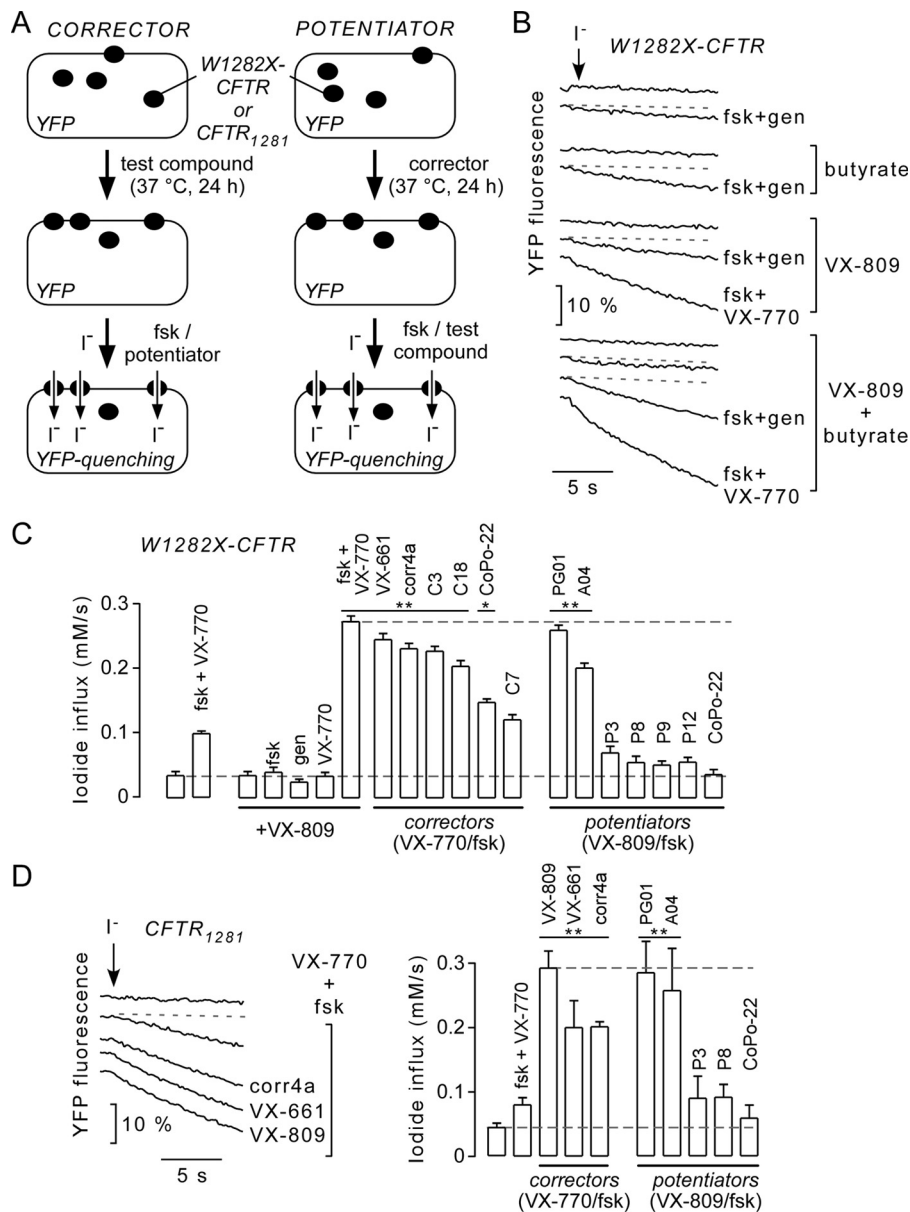 A
CORRECTOR
POTENTIATOR
W1282X-
CFTR
or
CFTR1281
YFP
YFP
test compound
(37 °C, 24 h)
corrector
(37 °C, 24 h)
YFP
YFP
I-
fsk /
potentiator
I-
fsk / test
compound
I- I- I-
YFP-quenching
I- I- I-
YFP-quenching
B
I-
W1282X-CFTR
YFP fluorescence
fsk+gen
fsk+gen
butyrate
fsk+gen
VX-809
fsk+
VX-770
10 %
fsk+gen
VX-809
+
butyrate
fsk+
VX-770
5 s
C
W1282X-CFTR
Iodide influx (mM/s)
0.3
0.2
0.1
0
fsk + VX-770
fsk
gen
VX-770
fsk +
VX-770
VX-661
corr4a
C3
C18
CoPo-22
C7
**
*
PG01
A04
**
P3
P8
P9
P12
CoPo-22
+VX-809
correctors
(VX-770/fsk)
potentiators
(VX-809/fsk)
D
I-
CFTR1281
YFP fluorescence
VX-770
+
fsk
corr4a
VX-661
VX-809
10 %
5 s
Iodide influx (mM/s)
0.3
0.2
0.1
0
fsk + VX-770
VX-809
VX-661
corr4a
**
PG01
A04
**
P3
P8
CoPo-22
correctors
(VX-770/fsk)
potentiators
(VX-809/fsk)